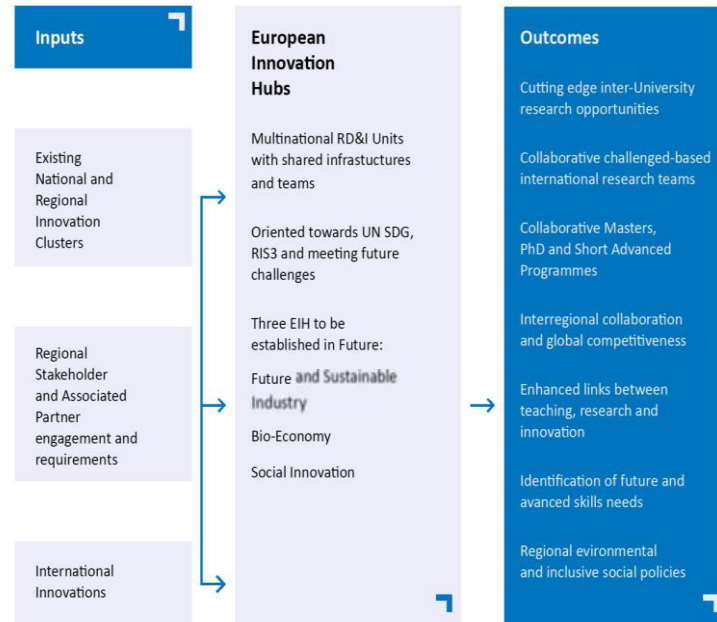 Inputs
Existing
National and
Regional
Innovation
Clusters
Regional
Stakeholder
and Associated
Partner
engagement and
requirements
International
Innovations
European
Innovation
Hubs
Multinational RD&I Units
with shared infrastuctures
and teams
Oriented towards UN SDG,
RIS3 and meeting future
challenges
Three EIH to be
established in Future:
Future and Sustainable
Industry
Bio-Economy
Social Innovation
Outcomes
Cutting edge inter-University
research opportunities
Collaborative challenged-based
international research teams
Collaborative Masters,
PhD and Short Advanced
Programmes
Interregional collaboration
and global competitiveness
Enhanced links between
teaching, research and
innovation
Identification of future and
avanced skills needs
Regional evironmental
and inclusive social policies